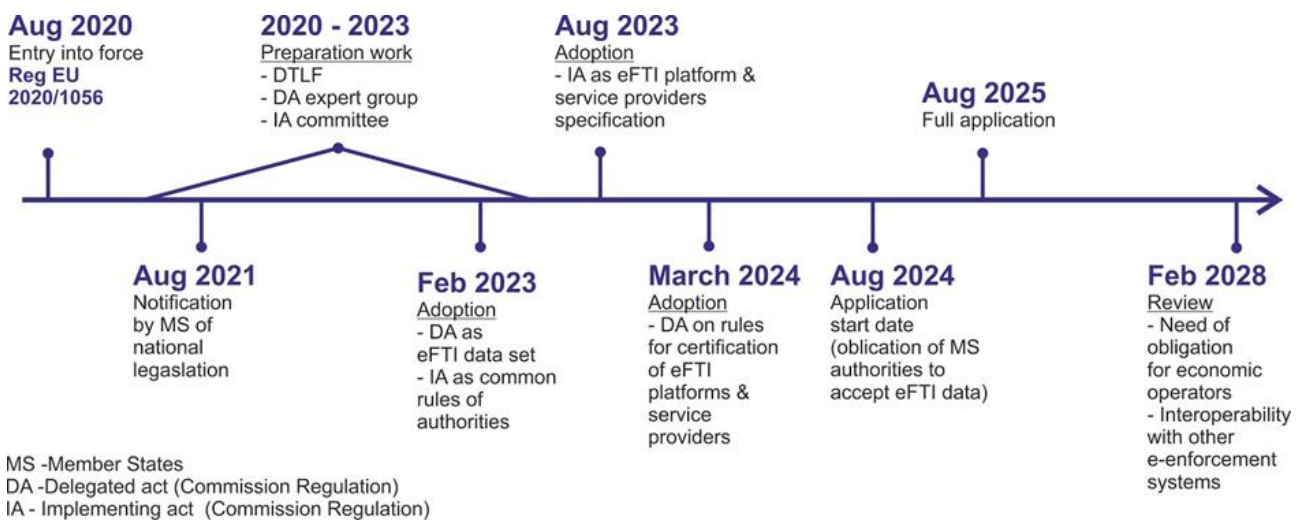 Aug 2020
Entry into force
Reg EU
2020/1056
2020 - 2023
Preparation work
- DTLF
- DA expert group
- IA committee
Aug 2023
Adoption
- IA as eFTI platform &
service providers
specification
Aug 2025
Full application
Aug 2021
Notification
by MS of
national
legaslation
Feb 2023
Adoption
- DA as
eFTI data set
- IA as common
rules of
authorities
March 2024
Adoption
- DA on rules
for certification
of eFTI
platforms &
service
providers
Aug 2024
Application
start date
(oblication of MS
authorities to
accept eFTI data)
Feb 2028
Review
- Need of
obligation
for economic
operators
- Interoperability
with other
e-enforcement
systems
MS -Member States
DA -Delegated act (Commission Regulation)
IA - Implementing act  (Commission Regulation)